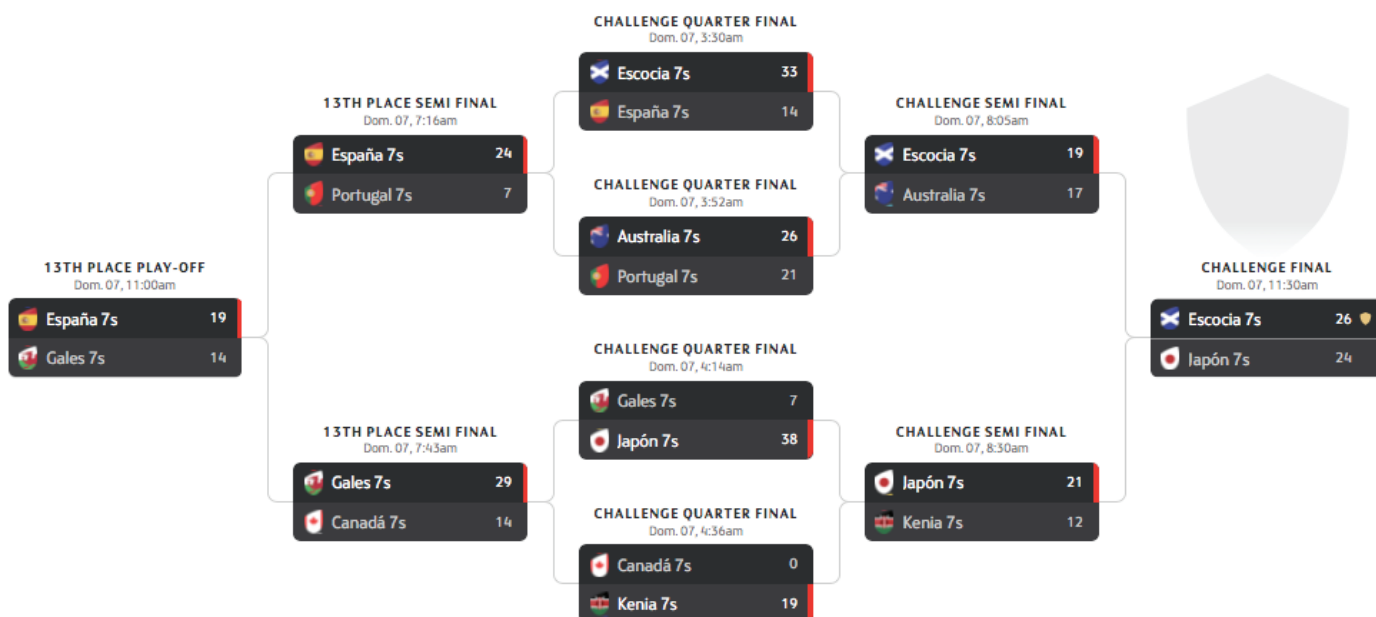 CHALLENGE QUARTER FINAL
Dom. 07, 3:30am
Escocia 7s 33
España 7s 14
13TH PLACE SEMI FINAL
Dom. 07, 7:16am
España 7s 24
Portugal 7s 7
CHALLENGE SEMI FINAL
Dom. 07, 8:05am
Escocia 7s 19
Australia 7s 17
CHALLENGE QUARTER FINAL
Dom. 07, 3:52am
Australia 7s 26
Portugal 7s 21
13TH PLACE PLAY-OFF
Dom. 07, 11:00am
España 7s 19
Gales 7s 14
CHALLENGE FINAL
Dom. 07, 11:30am
Escocia 7s 26
Japón 7s 24
CHALLENGE QUARTER FINAL
Dom. 07, 4:14am
Gales 7s 7
Japón 7s 38
13TH PLACE SEMI FINAL
Dom. 07, 7:43am
Gales 7s 29
Canadá 7s 14
CHALLENGE SEMI FINAL
Dom. 07, 8:30am
Japón 7s 21
Kenia 7s 12
CHALLENGE QUARTER FINAL
Dom. 07, 4:36am
Canadá 7s 0
Kenia 7s 19